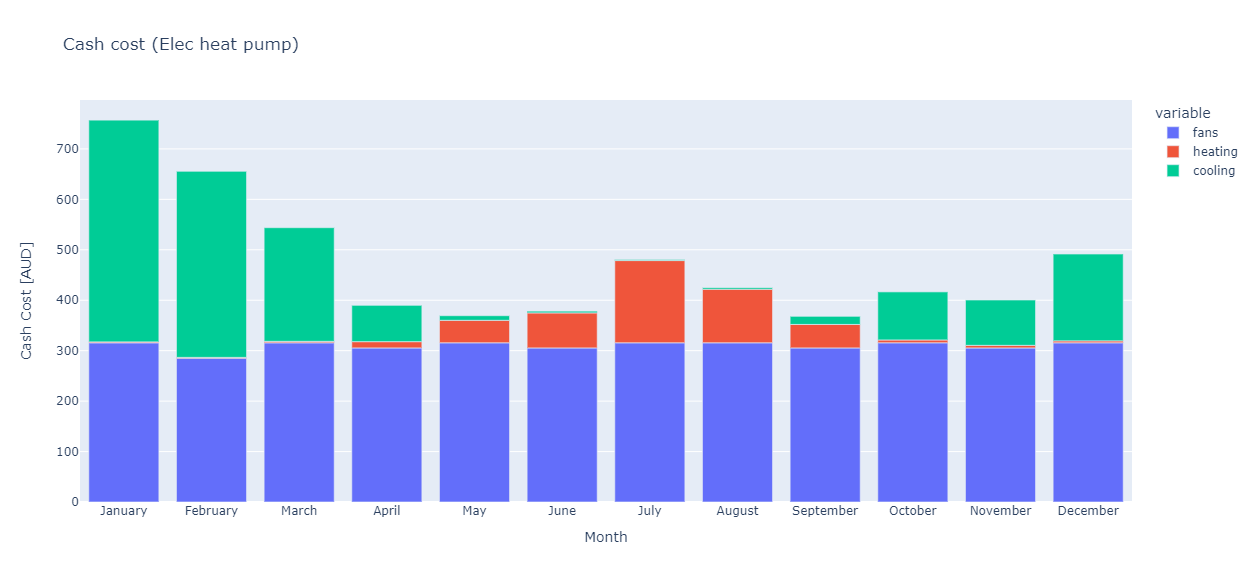 Cash cost (Elec heat pump)
variable
fans
heating
cooling
Cash Cost [AUD]
700
600
500
400
300
200
100
0
January February March April May June July August September October November December
Month